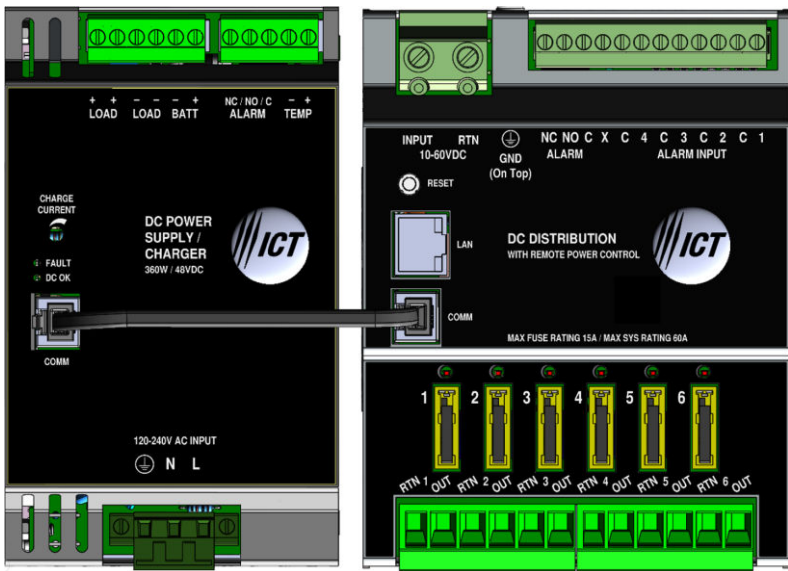 + + − − − + NC / NO / C − +
LOAD LOAD BATT ALARM TEMP
CHARGE
CURRENT
FAULT
DC OK
DC POWER
SUPPLY /
CHARGER
360W / 48VDC
ICT
COMM
120-240V AC INPUT
N L
INPUT RTN
10-60VDC
GND
(On Top)
NC NO C X C 4 C 3 C 2 C 1
ALARM ALARM INPUT
RESET
LAN
DC DISTRIBUTION
WITH REMOTE POWER CONTROL
ICT
COMM
MAX FUSE RATING 15A / MAX SYS RATING 60A
1 2 3 4 5 6
RTN 1 OUT RTN 2 OUT RTN 3 OUT RTN 4 OUT RTN 5 OUT RTN 6 OUT